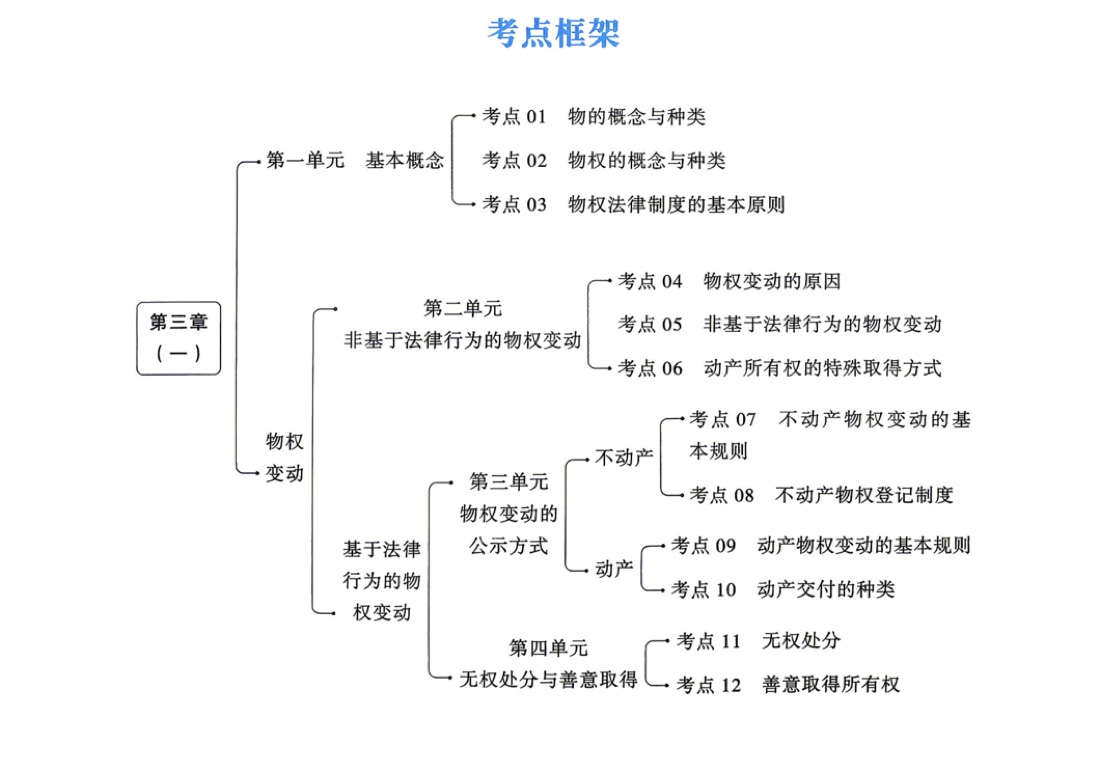 考点框架
第一单元 基本概念
考点 01 物的概念与种类
考点 02 物权的概念与种类
考点 03 物权法律制度的基本原则
第三章
(一)
物权
变动
第二单元
非基于法律行为的物权变动
考点 04 物权变动的原因
考点 05 非基于法律行为的物权变动
考点 06 动产所有权的特殊取得方式
基于法律
行为的物
权变动
第三单元
物权变动的
公示方式
不动产
考点 07 不动产物权变动的基
本规则
考点 08 不动产物权登记制度
动产
考点 09 动产物权变动的基本规则
考点 10 动产交付的种类
第四单元
无权处分与善意取得
考点 11 无权处分
考点 12 善意取得所有权